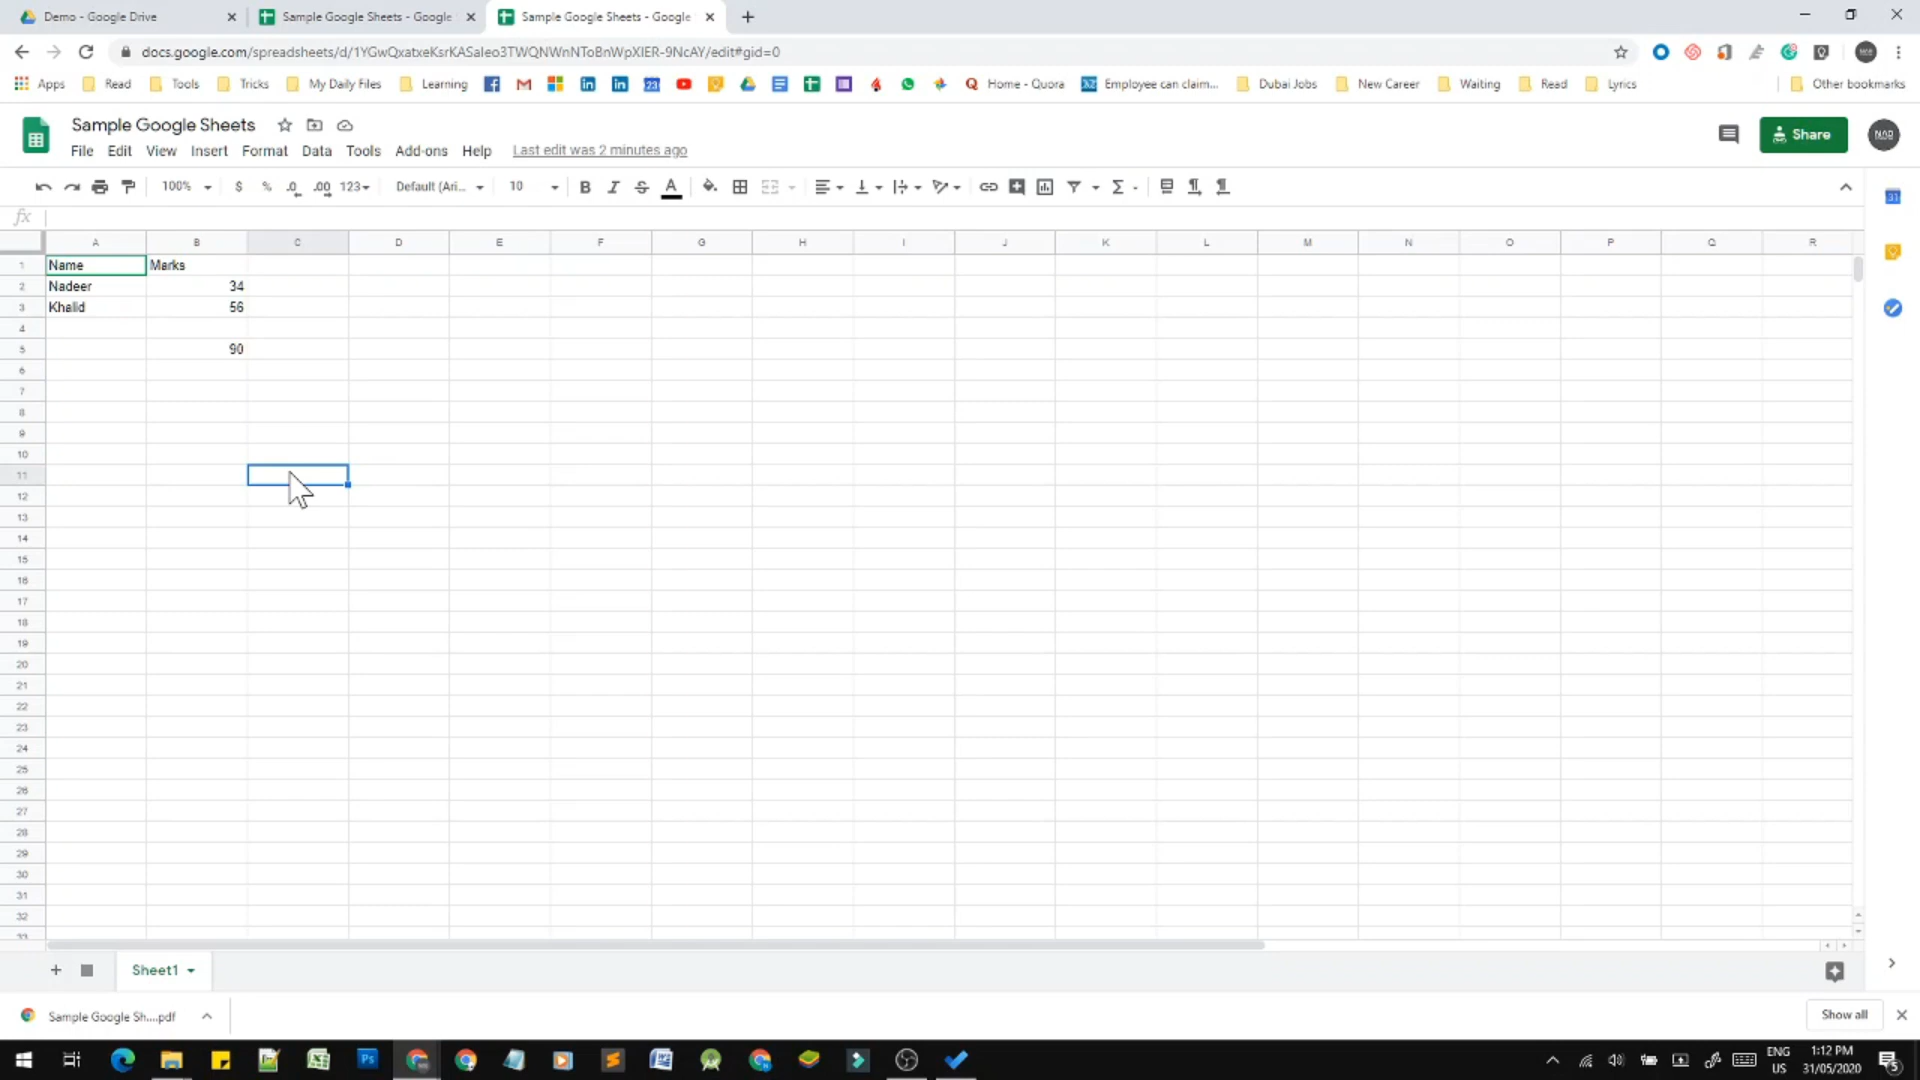 Demo - Google Drive
Sample Google Sheets - Google
Sample Google Sheets - Google
docs.google.com/spreadsheets/d/1YGwQxatxeKsrKASaIeo3TWQNWnNToBnWpXIER-9NcAY/edit#gid=0
Apps Read Tools Tricks My Daily Files Learning Home - Quora Employee can claim... Dubai Jobs New Career Waiting Read Lyrics Other bookmarks
Sample Google Sheets
Share
File Edit View Insert Format Data Tools Add-ons Help Last edit was 2 minutes ago
100% $ % .0 .00 123 Default (Ari... 10 B I S A
fx
A B C D E F G H I J K L M N O P Q R
1 Name Marks
2 Nadeer 34
3 Khalid 56
4
5 90
6
7
8
9
10
11
12
13
14
15
16
17
18
19
20
21
22
23
24
25
26
27
28
29
30
31
32
33
Sheet1
Sample Google Sh....pdf
Show all
ENG
US
1:12 PM
31/05/2020